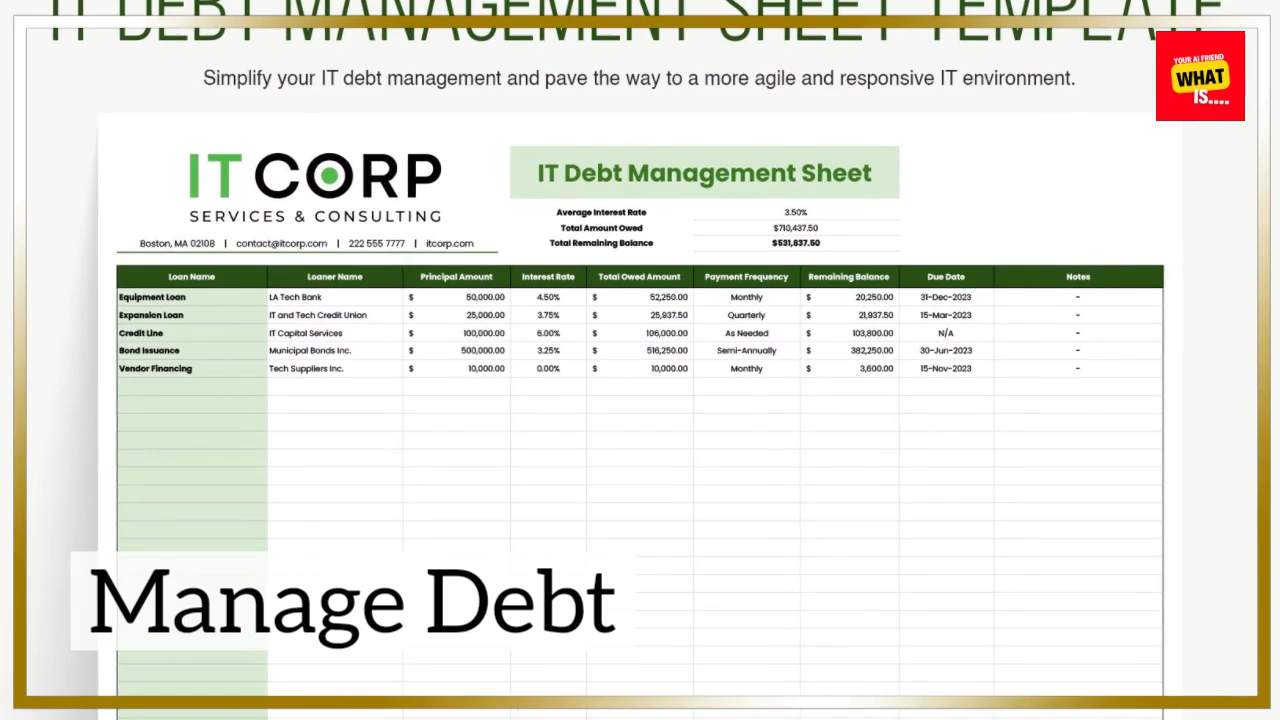 IT DEBT MANAGEMENT SHEET TEMPLATE
Simplify your IT debt management and pave the way to a more agile and responsive IT environment.
YOUR AI FRIEND
WHAT
IS....
IT CORP
SERVICES & CONSULTING
Boston, MA 02108 | contact@itcorp.com | 222 555 7777 | itcorp.com
IT Debt Management Sheet
Average Interest Rate 3.50%
Total Amount Owed $710,437.50
Total Remaining Balance $531,837.50
Loan Name Loaner Name Principal Amount Interest Rate Total Owed Amount Payment Frequency Remaining Balance Due Date Notes
Equipment Loan LA Tech Bank $ 50,000.00 4.50% $ 52,250.00 Monthly $ 20,250.00 31-Dec-2023 -
Expansion Loan IT and Tech Credit Union $ 25,000.00 3.75% $ 25,937.50 Quarterly $ 21,937.50 15-Mar-2023 -
Credit Line IT Capital Services $ 100,000.00 6.00% $ 106,000.00 As Needed $ 103,800.00 N/A -
Bond Issuance Municipal Bonds Inc. $ 500,000.00 3.25% $ 516,250.00 Semi-Annually $ 382,250.00 30-Jun-2023 -
Vendor Financing Tech Suppliers Inc. $ 10,000.00 0.00% $ 10,000.00 Monthly $ 3,600.00 15-Nov-2023 -
Manage Debt